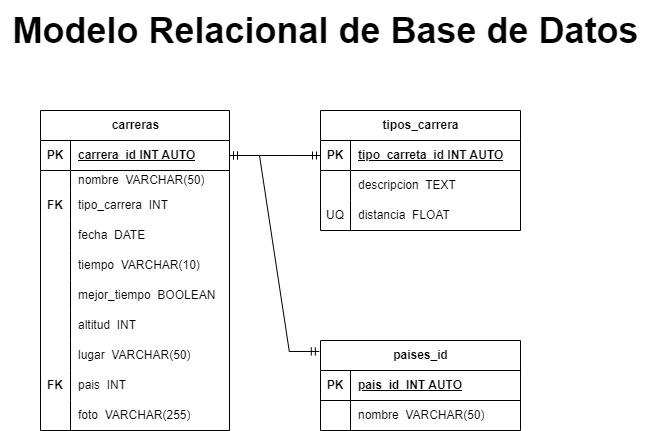 Modelo Relacional de Base de Datos
carreras
PK carrera_id INT AUTO
nombre VARCHAR(50)
FK tipo_carrera INT
fecha DATE
tiempo VARCHAR(10)
mejor_tiempo BOOLEAN
altitud INT
lugar VARCHAR(50)
FK pais INT
foto VARCHAR(255)
tipos_carrera
PK tipo_carreta_id INT AUTO
descripcion TEXT
UQ distancia FLOAT
paises_id
PK pais_id INT AUTO
nombre VARCHAR(50)